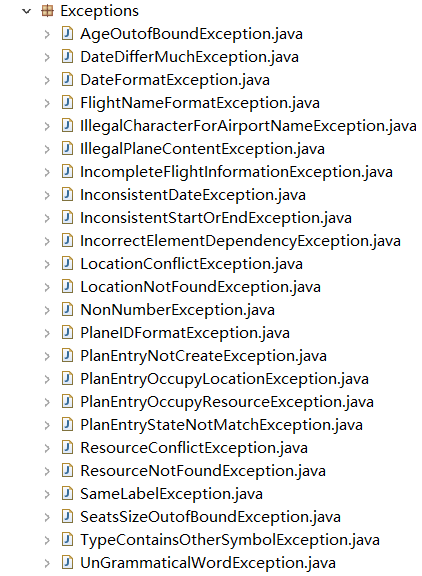 Exceptions
AgeOutofBoundException.java
DateDifferMuchException.java
DateFormatException.java
FlightNameFormatException.java
IllegalCharacterForAirportNameException.java
IllegalPlaneContentException.java
IncompleteFlightInformationException.java
InconsistentDateException.java
InconsistentStartOrEndException.java
IncorrectElementDependencyException.java
LocationConflictException.java
LocationNotFoundException.java
NonNumberException.java
PlaneIDFormatException.java
PlanEntryNotCreateException.java
PlanEntryOccupyLocationException.java
PlanEntryOccupyResourceException.java
PlanEntryStateNotMatchException.java
ResourceConflictException.java
ResourceNotFoundException.java
SameLabelException.java
SeatsSizeOutofBoundException.java
TypeContainsOtherSymbolException.java
UnGrammaticalWordException.java